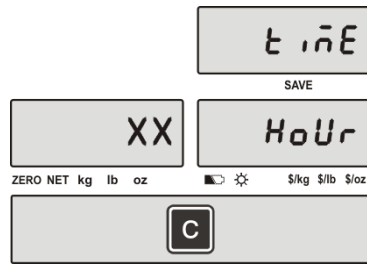 timE
SAVE
XX HoUr
ZERO NET kg lb oz $/kg $/lb $/oz
C